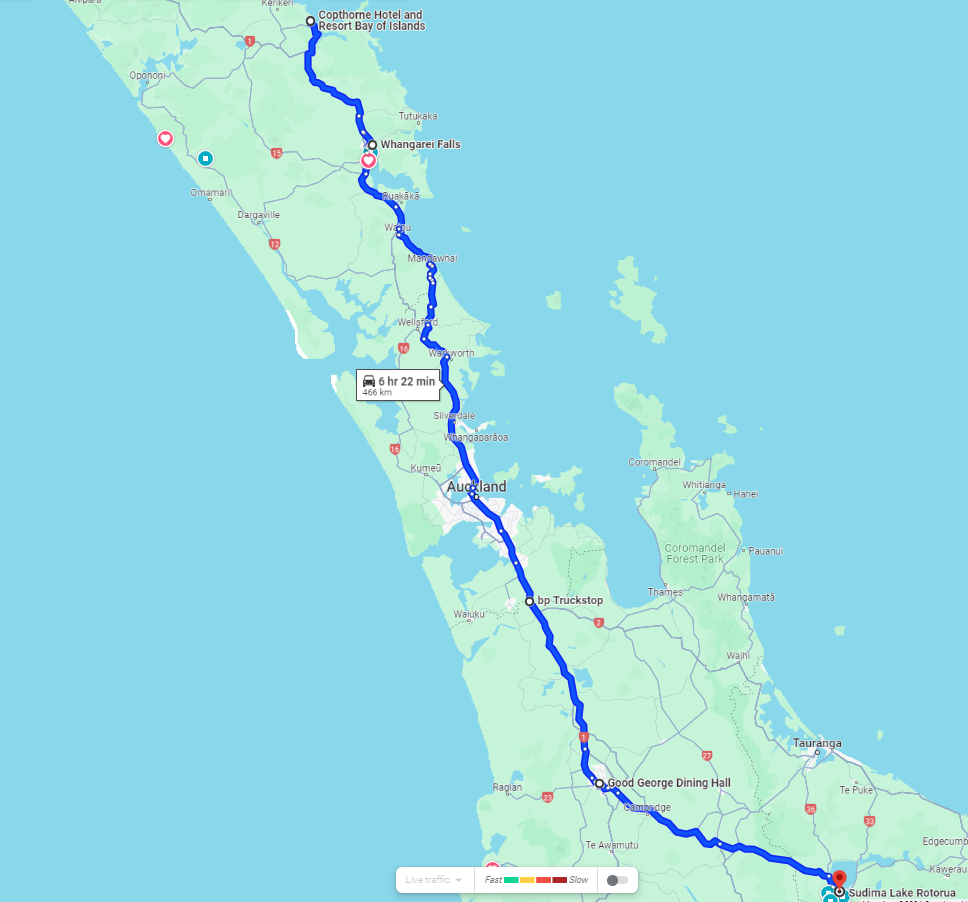 Kerikeri
Copthorne Hotel and
Resort Bay of Islands
1
Opononi
Tutukaka
Whangarei Falls
15
Omamari
Ruakākā
Dargaville
Waipu
12
Mangawhai
Wellsford
16
Warkworth
6 hr 22 min
466 km
Silverdale
Whangaparāoa
16
Kumeū
Coromandel
Auckland
Whitianga
Hahei
Coromandel
Forest Park
Pauanui
Thames
Whangamatā
bp Truckstop
Waiuku
2
Waihi
1
Tauranga
27
Good George Dining Hall
Raglan
23
Te Puke
Cambridge
36
33
Te Awamutu
Edgecumb
Kawerau
Live traffic
Fast
Slow
Sudima Lake Rotorua